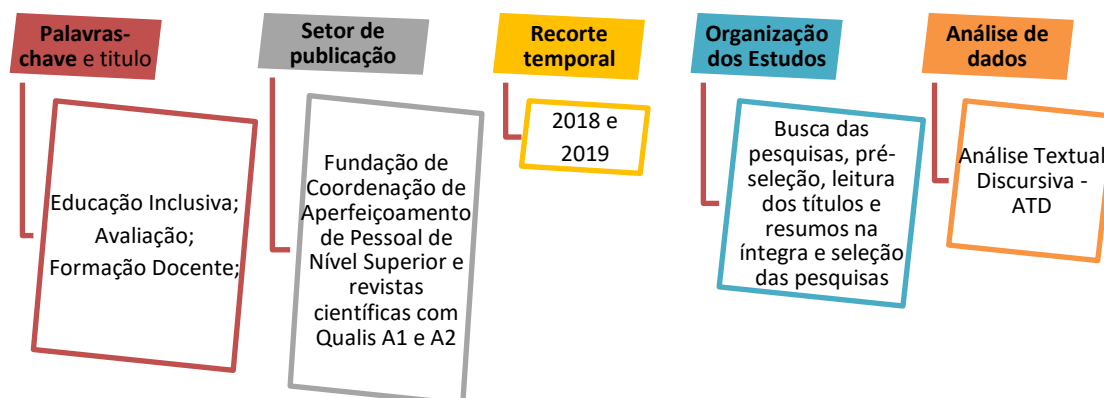 Palavras-
chave e titulo
Educação Inclusiva;
Avaliação;
Formação Docente;
Setor de
publicação
Fundação de
Coordenação de
Aperfeiçoamento
de Pessoal de
Nível Superior e
revistas
científicas com
Qualis A1 e A2
Recorte
temporal
2018 e
2019
Organização
dos Estudos
Busca das
pesquisas, pré-
seleção, leitura
dos títulos e
resumos na
íntegra e seleção
das pesquisas
Análise de
dados
Análise Textual
Discursiva -
ATD